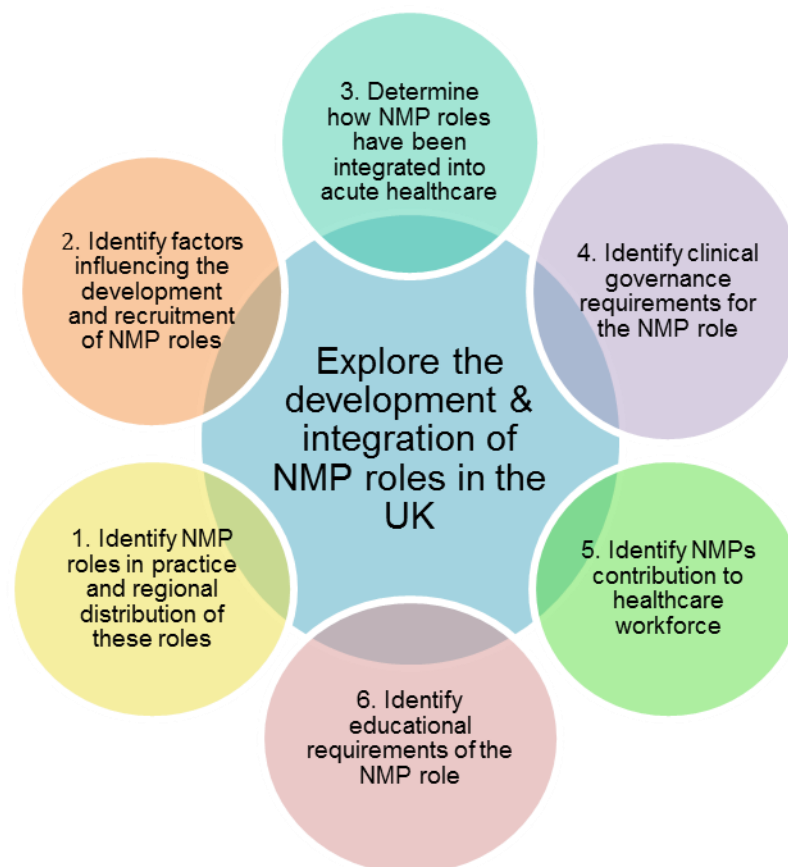 3. Determine
how NMP roles
have been
integrated into
acute healthcare
2. Identify factors
influencing the
development
and recruitment
of NMP roles
4. Identify clinical
governance
requirements for
the NMP role
Explore the
development &
integration of
NMP roles in the
UK
1. Identify NMP
roles in practice
and regional
distribution of
these roles
5. Identify NMPs
contribution to
healthcare
workforce
6. Identify
educational
requirements of the
NMP role